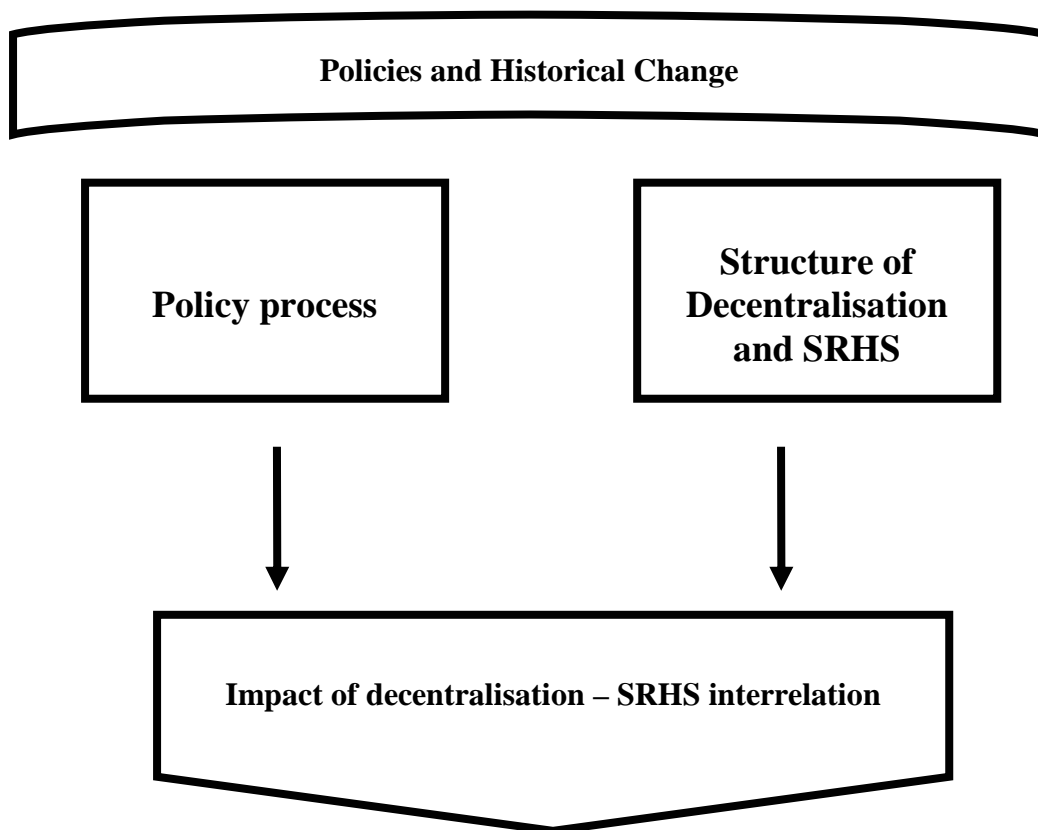 Policies and Historical Change
Policy process
Structure of
Decentralisation
and SRHS
Impact of decentralisation – SRHS interrelation